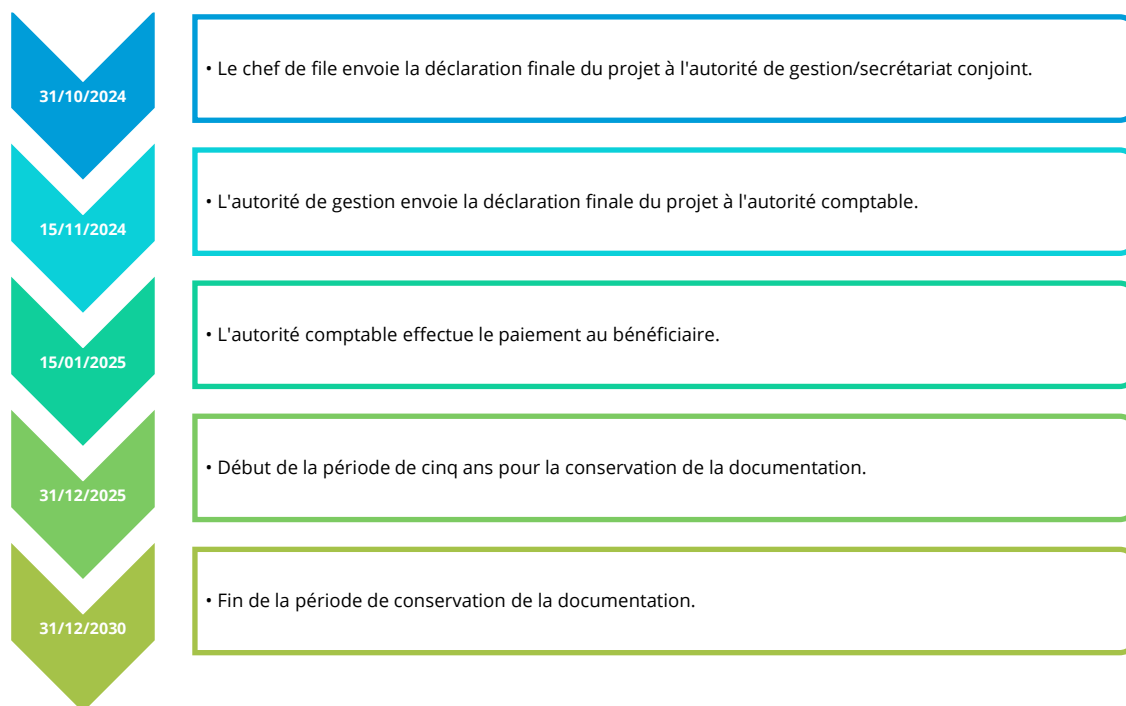 31/10/2024
• Le chef de file envoie la déclaration finale du projet à l'autorité de gestion/secrétariat conjoint.
15/11/2024
• L'autorité de gestion envoie la déclaration finale du projet à l'autorité comptable.
15/01/2025
• L'autorité comptable effectue le paiement au bénéficiaire.
31/12/2025
• Début de la période de cinq ans pour la conservation de la documentation.
31/12/2030
• Fin de la période de conservation de la documentation.